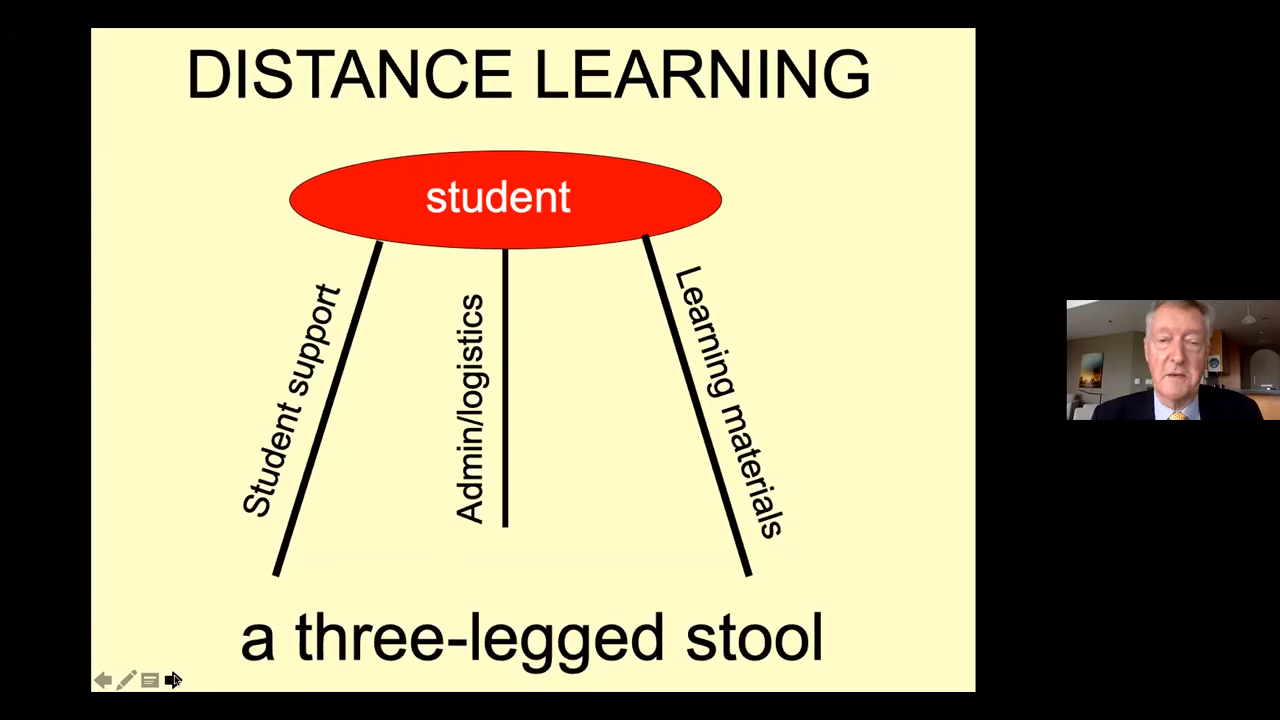 DISTANCE LEARNING
student
Student support
Admin/logistics
Learning materials
a three-legged stool